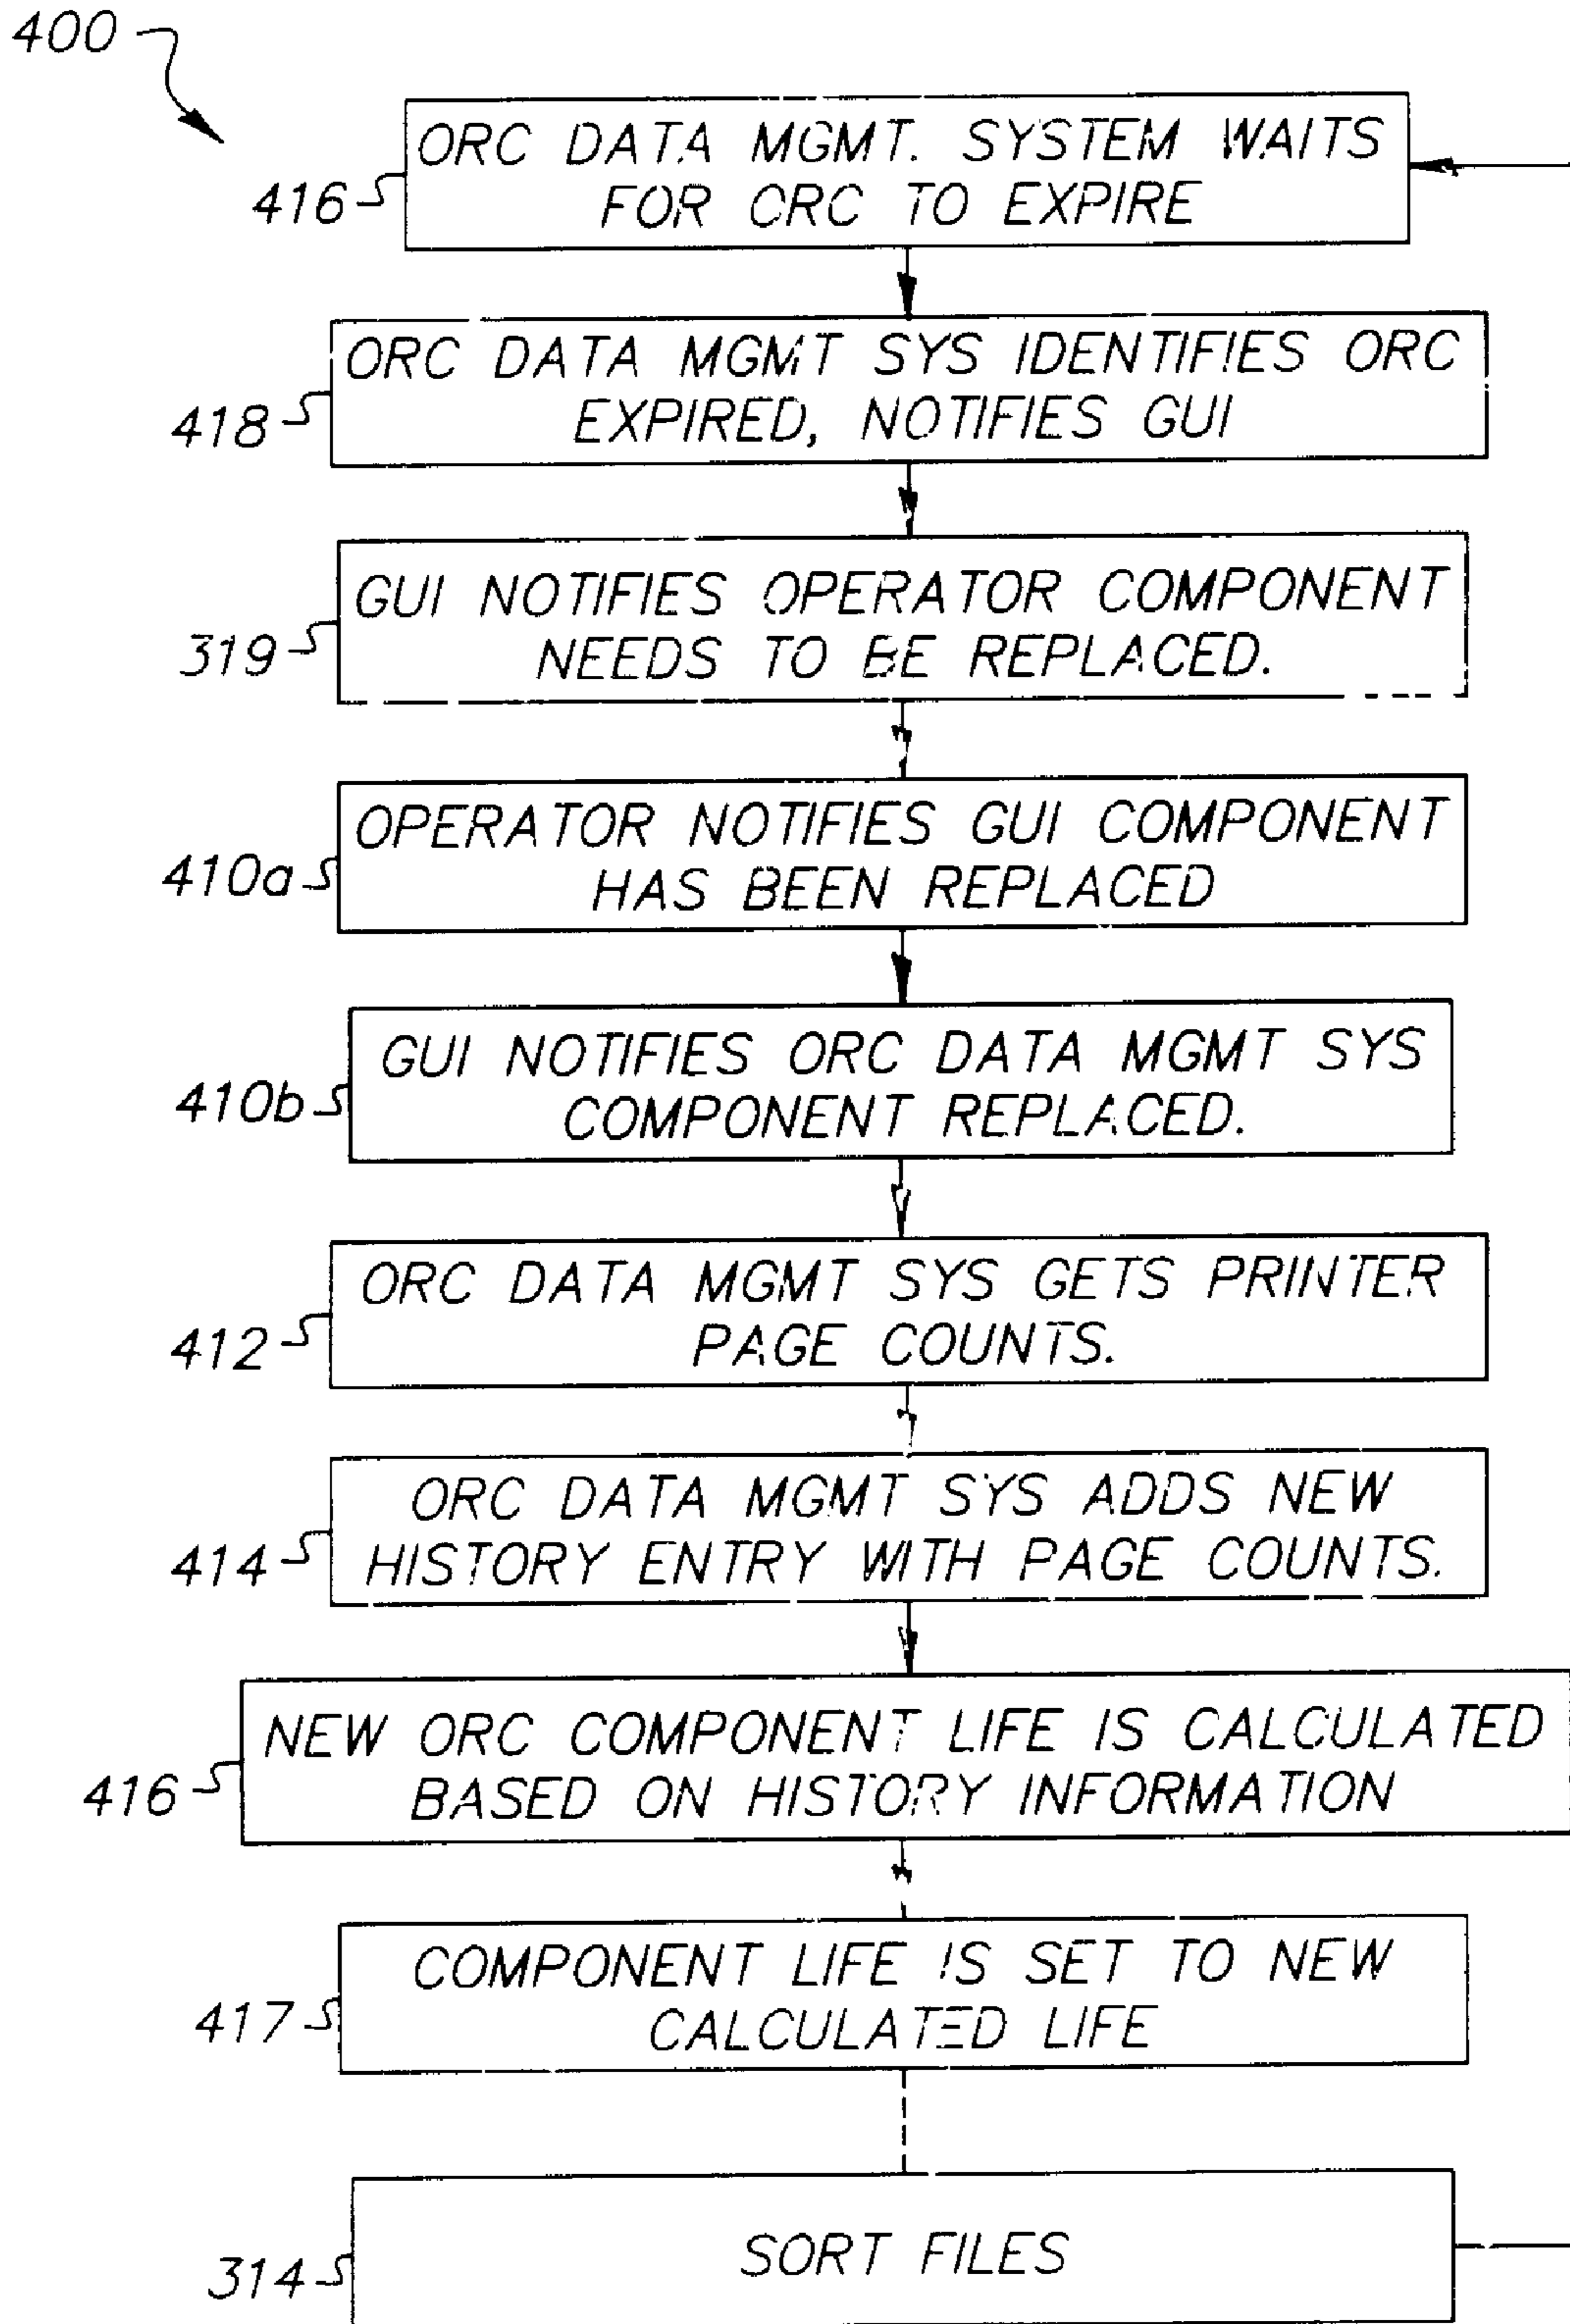 400
ORC DATA MGMT. SYSTEM WAITS
FOR ORC TO EXPIRE
416
ORC DATA MGMT SYS IDENTIFIES ORC
EXPIRED, NOTIFIES GUI
418
GUI NOTIFIES OPERATOR COMPONENT
NEEDS TO BE REPLACED.
319
OPERATOR NOTIFIES GUI COMPONENT
HAS BEEN REPLACED
410a
GUI NOTIFIES ORC DATA MGMT SYS
COMPONENT REPLACED.
410b
ORC DATA MGMT SYS GETS PRINTER
PAGE COUNTS.
412
ORC DATA MGMT SYS ADDS NEW
HISTORY ENTRY WITH PAGE COUNTS.
414
NEW ORC COMPONENT LIFE IS CALCULATED
BASED ON HISTORY INFORMATION
416
COMPONENT LIFE IS SET TO NEW
CALCULATED LIFE
417
SORT FILES
314